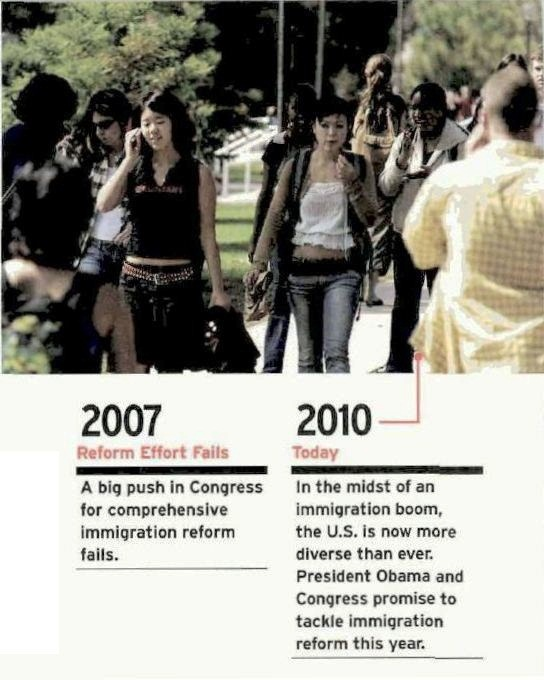 2007
Reform Effort Fails
A big push in Congress
for comprehensive
immigration reform
fails.
2010
Today
In the midst of an
immigration boom,
the U.S. is now more
diverse than ever.
President Obama and
Congress promise to
tackle immigration
reform this year.